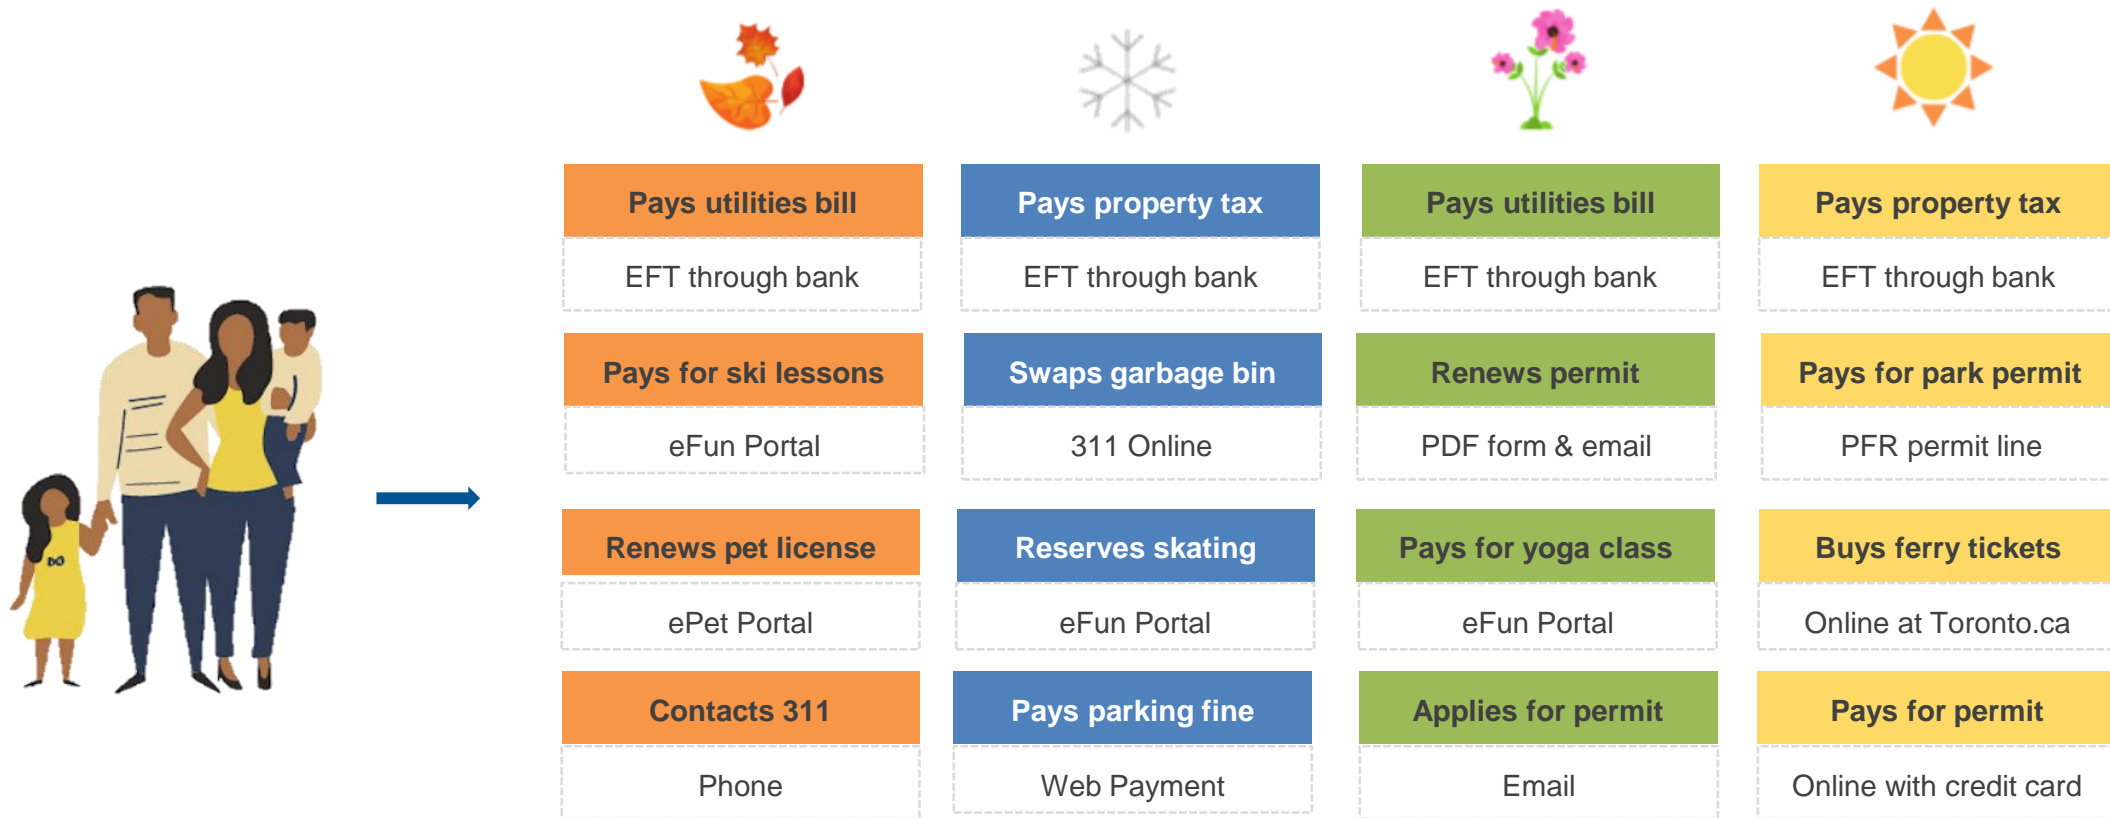 Pays utilities bill
EFT through bank
Pays for ski lessons
eFun Portal
Renews pet license
ePet Portal
Contacts 311
Phone
Pays property tax
EFT through bank
Swaps garbage bin
311 Online
Reserves skating
eFun Portal
Pays parking fine
Web Payment
Pays utilities bill
EFT through bank
Renews permit
PDF form & email
Pays for yoga class
eFun Portal
Applies for permit
Email
Pays property tax
EFT through bank
Pays for park permit
PFR permit line
Buys ferry tickets
Online at Toronto.ca
Pays for permit
Online with credit card